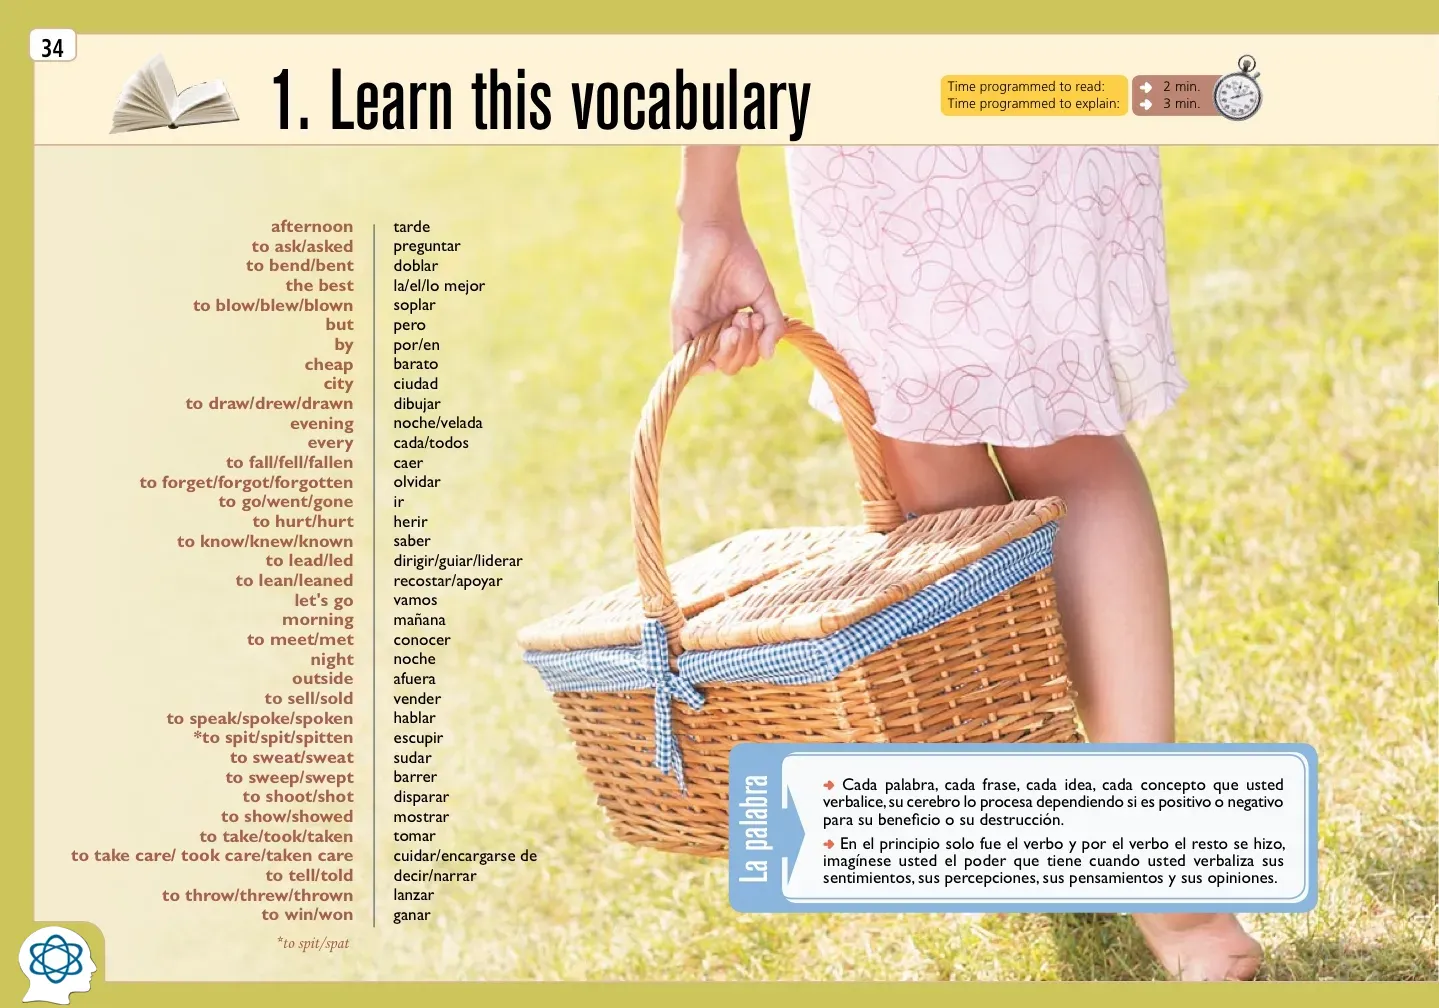 34
1. Learn this vocabulary
Time programmed to read: 2 min.
Time programmed to explain: 3 min.
afternoon tarde
to ask/asked preguntar
to bend/bent doblar
the best la/el/lo mejor
to blow/blew/blown soplar
but pero
by por/en
cheap barato
city ciudad
to draw/drew/drawn dibujar
evening noche/velada
every cada/todos
to fall/fell/fallen caer
to forget/forgot/forgotten olvidar
to go/went/gone ir
to hurt/hurt herir
to know/knew/known saber
to lead/led dirigir/guiar/liderar
to lean/leaned recostar/apoyar
let's go vamos
morning mañana
to meet/met conocer
night noche
outside afuera
to sell/sold vender
to speak/spoke/spoken hablar
*to spit/spit/spitten escupir
to sweat/sweat sudar
to sweep/swept barrer
to shoot/shot disparar
to show/showed mostrar
to take/took/taken tomar
to take care/ took care/taken care cuidar/encargarse de
to tell/told decir/narrar
to throw/threw/thrown lanzar
to win/won ganar
*to spit/spat
La palabra
Cada palabra, cada frase, cada idea, cada concepto que usted
verbalice, su cerebro lo procesa dependiendo si es positivo o negativo
para su beneficio o su destrucción.
En el principio solo fue el verbo y por el verbo el resto se hizo,
imagínese usted el poder que tiene cuando usted verbaliza sus
sentimientos, sus percepciones, sus pensamientos y sus opiniones.